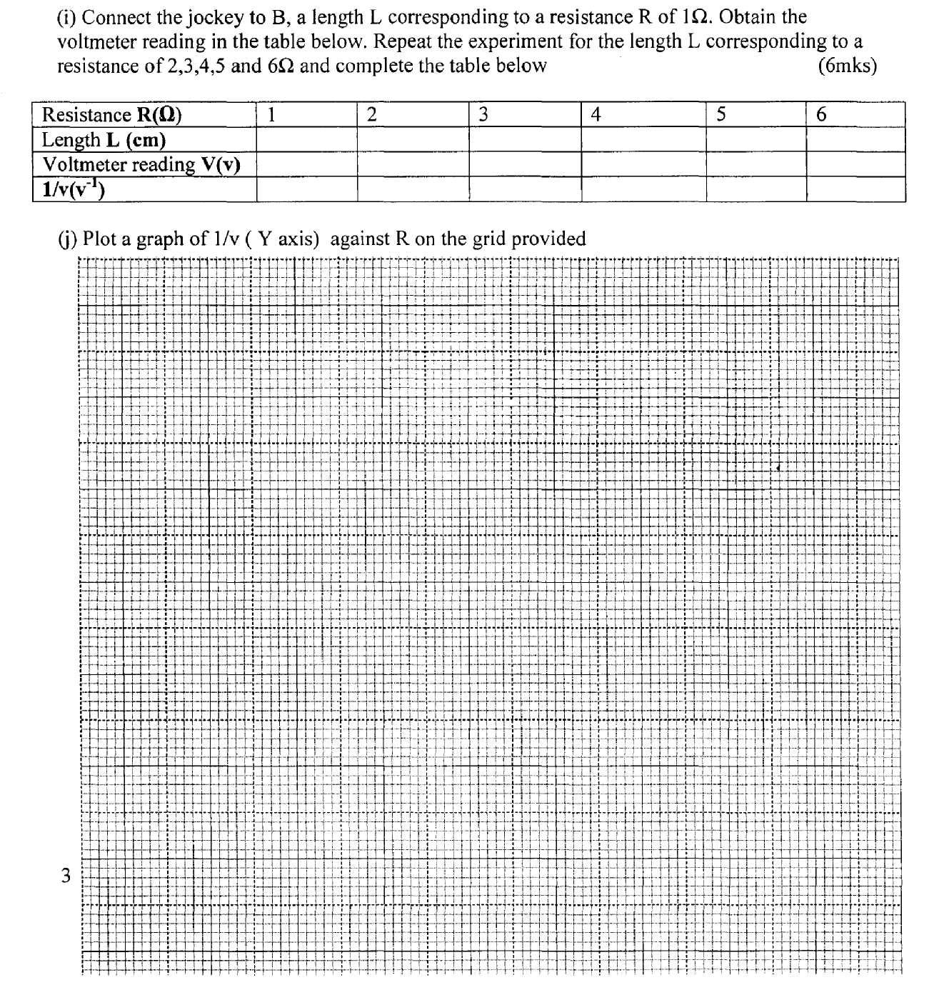 (i) Connect the jockey to B, a length L corresponding to a resistance R of 1Ω. Obtain the
voltmeter reading in the table below. Repeat the experiment for the length L corresponding to a
resistance of 2,3,4,5 and 6Ω and complete the table below (6mks)
Resistance R(Ω) 1 2 3 4 5 6
Length L (cm)
Voltmeter reading V(v)
1/v(v⁻¹)
(j) Plot a graph of 1/v ( Y axis) against R on the grid provided
3